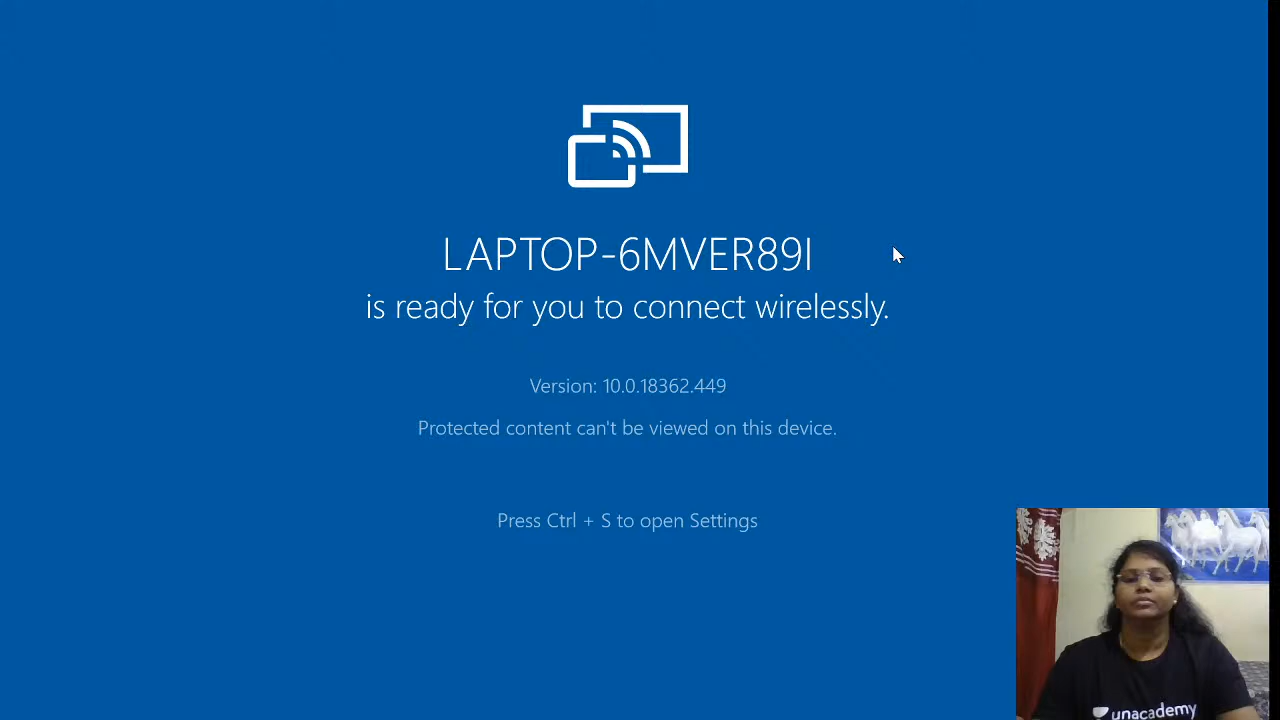 LAPTOP-6MVER89I
is ready for you to connect wirelessly.
Version: 10.0.18362.449
Protected content can't be viewed on this device.
Press Ctrl + S to open Settings
unacademy